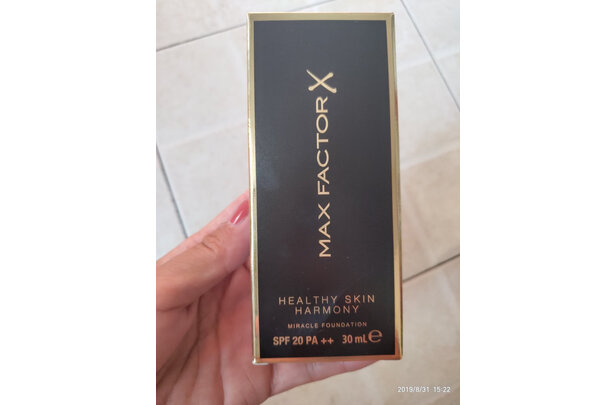 MAX FACTOR X
HEALTHY SKIN
HARMONY
MIRACLE FOUNDATION
SPF 20 PA ++ 30 mL ℮
2019/8/31 15:22